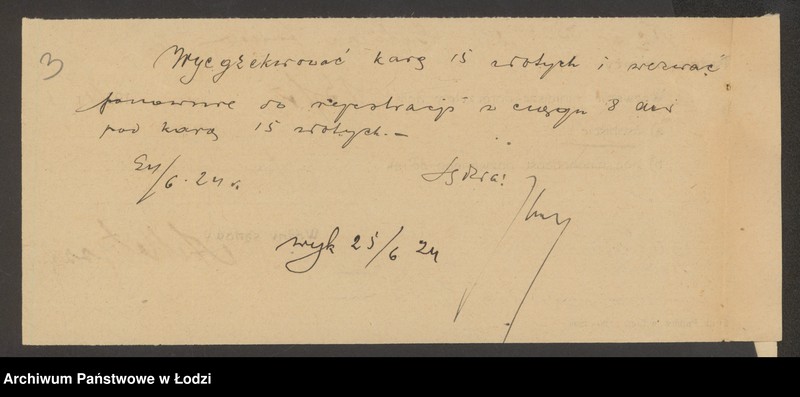 3
Wyegzekwować karę 15 złotych i wezwać
ponownie do rejestracji w ciągu 8 dni
pod karą 15 złotych. –
24/6. 24 r.
Sędzia:
wyk 25/6 24
Archiwum Państwowe w Łodzi